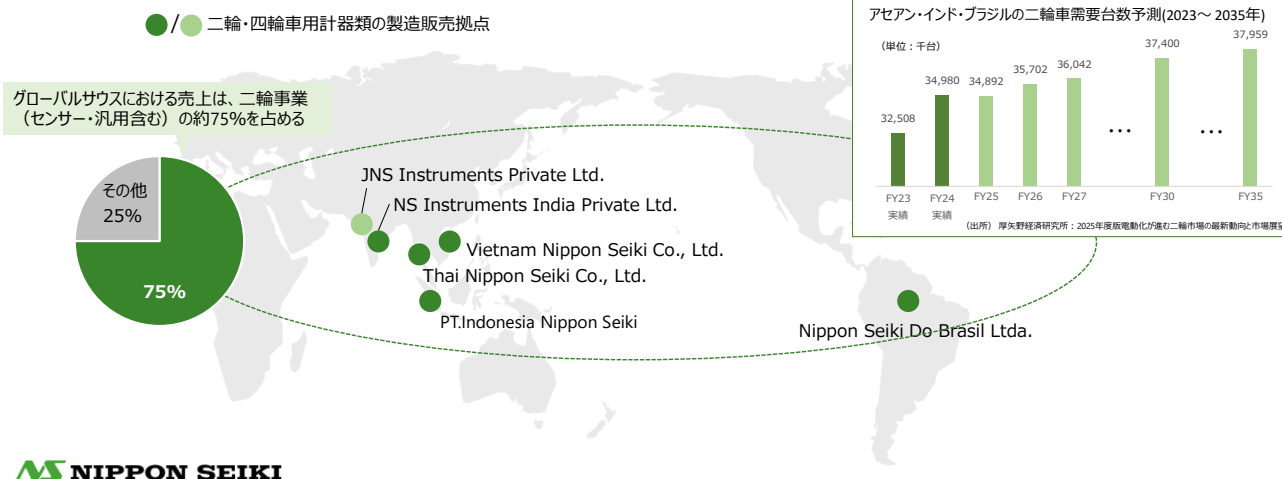 ●/● 二輪・四輪車用計器類の製造販売拠点
グローバルサウスにおける売上は、二輪事業
（センサー・汎用含む）の約75%を占める
その他
25%
75%
JNS Instruments Private Ltd.
NS Instruments India Private Ltd.
Vietnam Nippon Seiki Co., Ltd.
Thai Nippon Seiki Co., Ltd.
PT.Indonesia Nippon Seiki
Nippon Seiki Do Brasil Ltda.
アセアン・インド・ブラジルの二輪車需要台数予測(2023～ 2035年)
（単位：千台）
32,508
34,980
34,892
35,702
36,042
37,400
37,959
… …
FY23 FY24 FY25 FY26 FY27 FY30 FY35
実績 実績
（出所） 厚矢野経済研究所：2025年度版電動化が進む二輪市場の最新動向と市場展望
NS NIPPON SEIKI